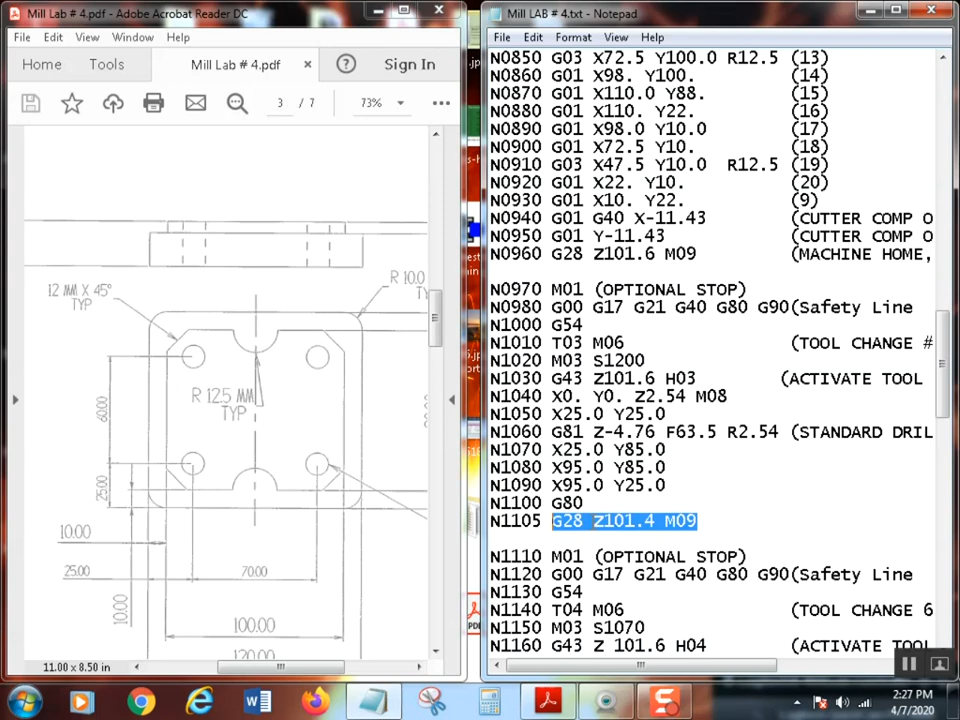 Mill Lab # 4.pdf - Adobe Acrobat Reader DC
File Edit View Window Help
Home Tools Mill Lab # 4.pdf × ? Sign In
3 / 7 73%
R 10.0
12 MM X 45°
TYP
R 12.5 MM
TYP
60.00
25.00
10.00
25.00
70.00
10.00
100.00
120.00
11.00 x 8.50 in
Mill LAB # 4.txt - Notepad
File Edit Format View Help
N0850 G03 X72.5 Y100.0 R12.5 (13)
N0860 G01 X98. Y100. (14)
N0870 G01 X110.0 Y88. (15)
N0880 G01 X110. Y22. (16)
N0890 G01 X98.0 Y10.0 (17)
N0900 G01 X72.5 Y10. (18)
N0910 G03 X47.5 Y10.0 R12.5 (19)
N0920 G01 X22. Y10. (20)
N0930 G01 X10. Y22. (9)
N0940 G01 G40 X-11.43 (CUTTER COMP O
N0950 G01 Y-11.43 (CUTTER COMP O
N0960 G28 Z101.6 M09 (MACHINE HOME,
N0970 M01 (OPTIONAL STOP)
N0980 G00 G17 G21 G40 G80 G90(Safety Line
N1000 G54
N1010 T03 M06 (TOOL CHANGE #
N1020 M03 S1200
N1030 G43 Z101.6 H03 (ACTIVATE TOOL
N1040 X0. Y0. Z2.54 M08
N1050 X25.0 Y25.0
N1060 G81 Z-4.76 F63.5 R2.54 (STANDARD DRIL
N1070 X25.0 Y85.0
N1080 X95.0 Y85.0
N1090 X95.0 Y25.0
N1100 G80
N1105 G28 Z101.4 M09
N1110 M01 (OPTIONAL STOP)
N1120 G00 G17 G21 G40 G80 G90(Safety Line
N1130 G54
N1140 T04 M06 (TOOL CHANGE 6
N1150 M03 S1070
N1160 G43 Z 101.6 H04 (ACTIVATE TOOL
2:27 PM
4/7/2020